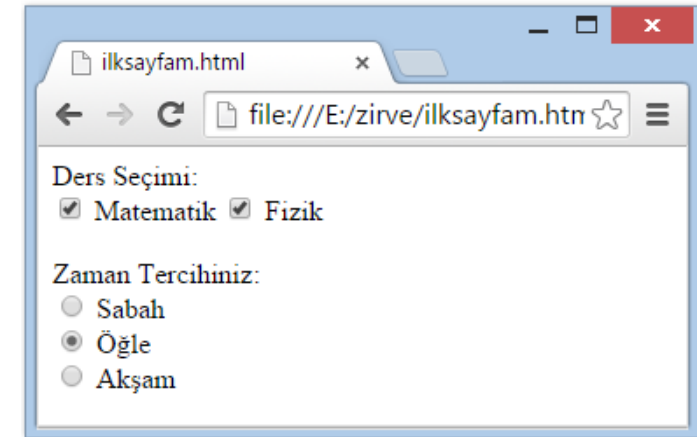 ilksayfam.html
file:///E:/zirve/ilksayfam.htm
Ders Seçimi:
Matematik Fizik
Zaman Tercihiniz:
Sabah
Öğle
Akşam